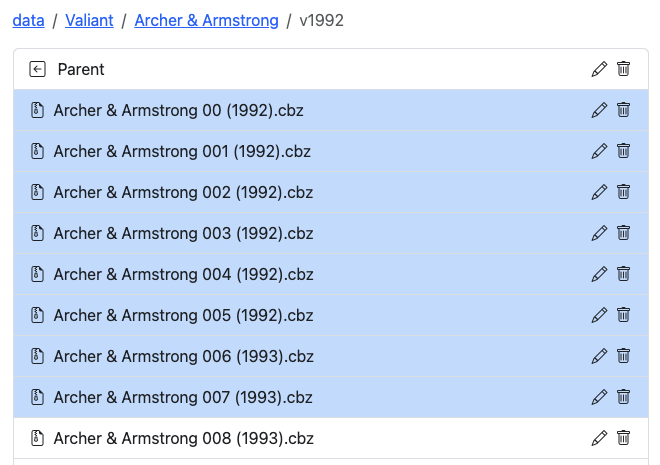 data / Valiant / Archer & Armstrong / v1992
Parent
Archer & Armstrong 00 (1992).cbz
Archer & Armstrong 001 (1992).cbz
Archer & Armstrong 002 (1992).cbz
Archer & Armstrong 003 (1992).cbz
Archer & Armstrong 004 (1992).cbz
Archer & Armstrong 005 (1992).cbz
Archer & Armstrong 006 (1993).cbz
Archer & Armstrong 007 (1993).cbz
Archer & Armstrong 008 (1993).cbz